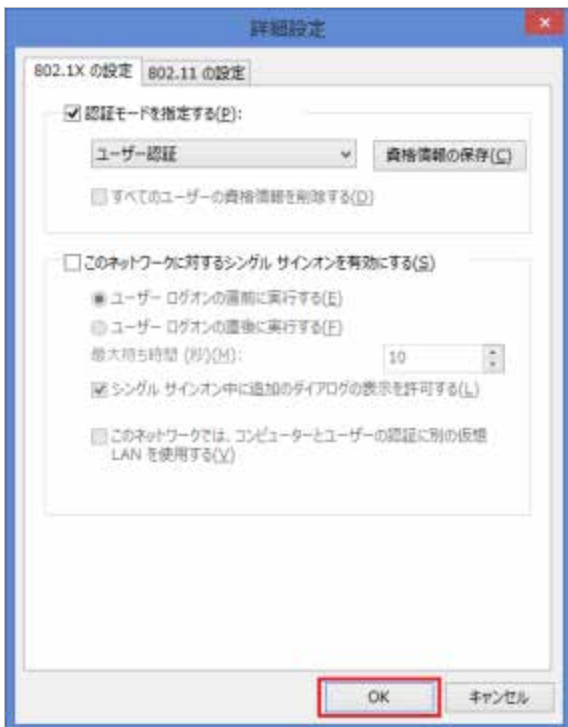 詳細設定
802.1X の設定 802.11 の設定
認証モードを指定する(P):
ユーザー認証 資格情報の保存(C)
すべてのユーザーの資格情報を削除する(D)
このネットワークに対するシングル サインオンを有効にする(S)
ユーザー ログオンの直前に実行する(E)
ユーザー ログオンの直後に実行する(F)
最大待ち時間 (秒)(M): 10
シングル サインオン中に追加のダイアログの表示を許可する(L)
このネットワークでは、コンピューターとユーザーの認証に別の仮想
LAN を使用する(V)
OK キャンセル